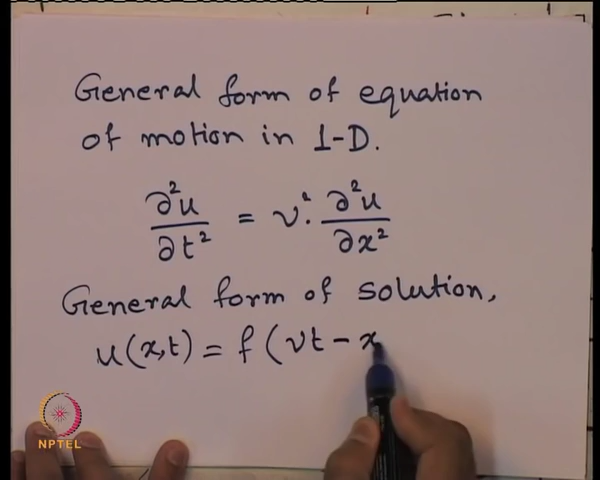 General form of equation
of motion in 1-D.
∂²u/∂t² = v². ∂²u/∂x²
General form of solution,
u(x,t) = f(vt - x
NPTEL